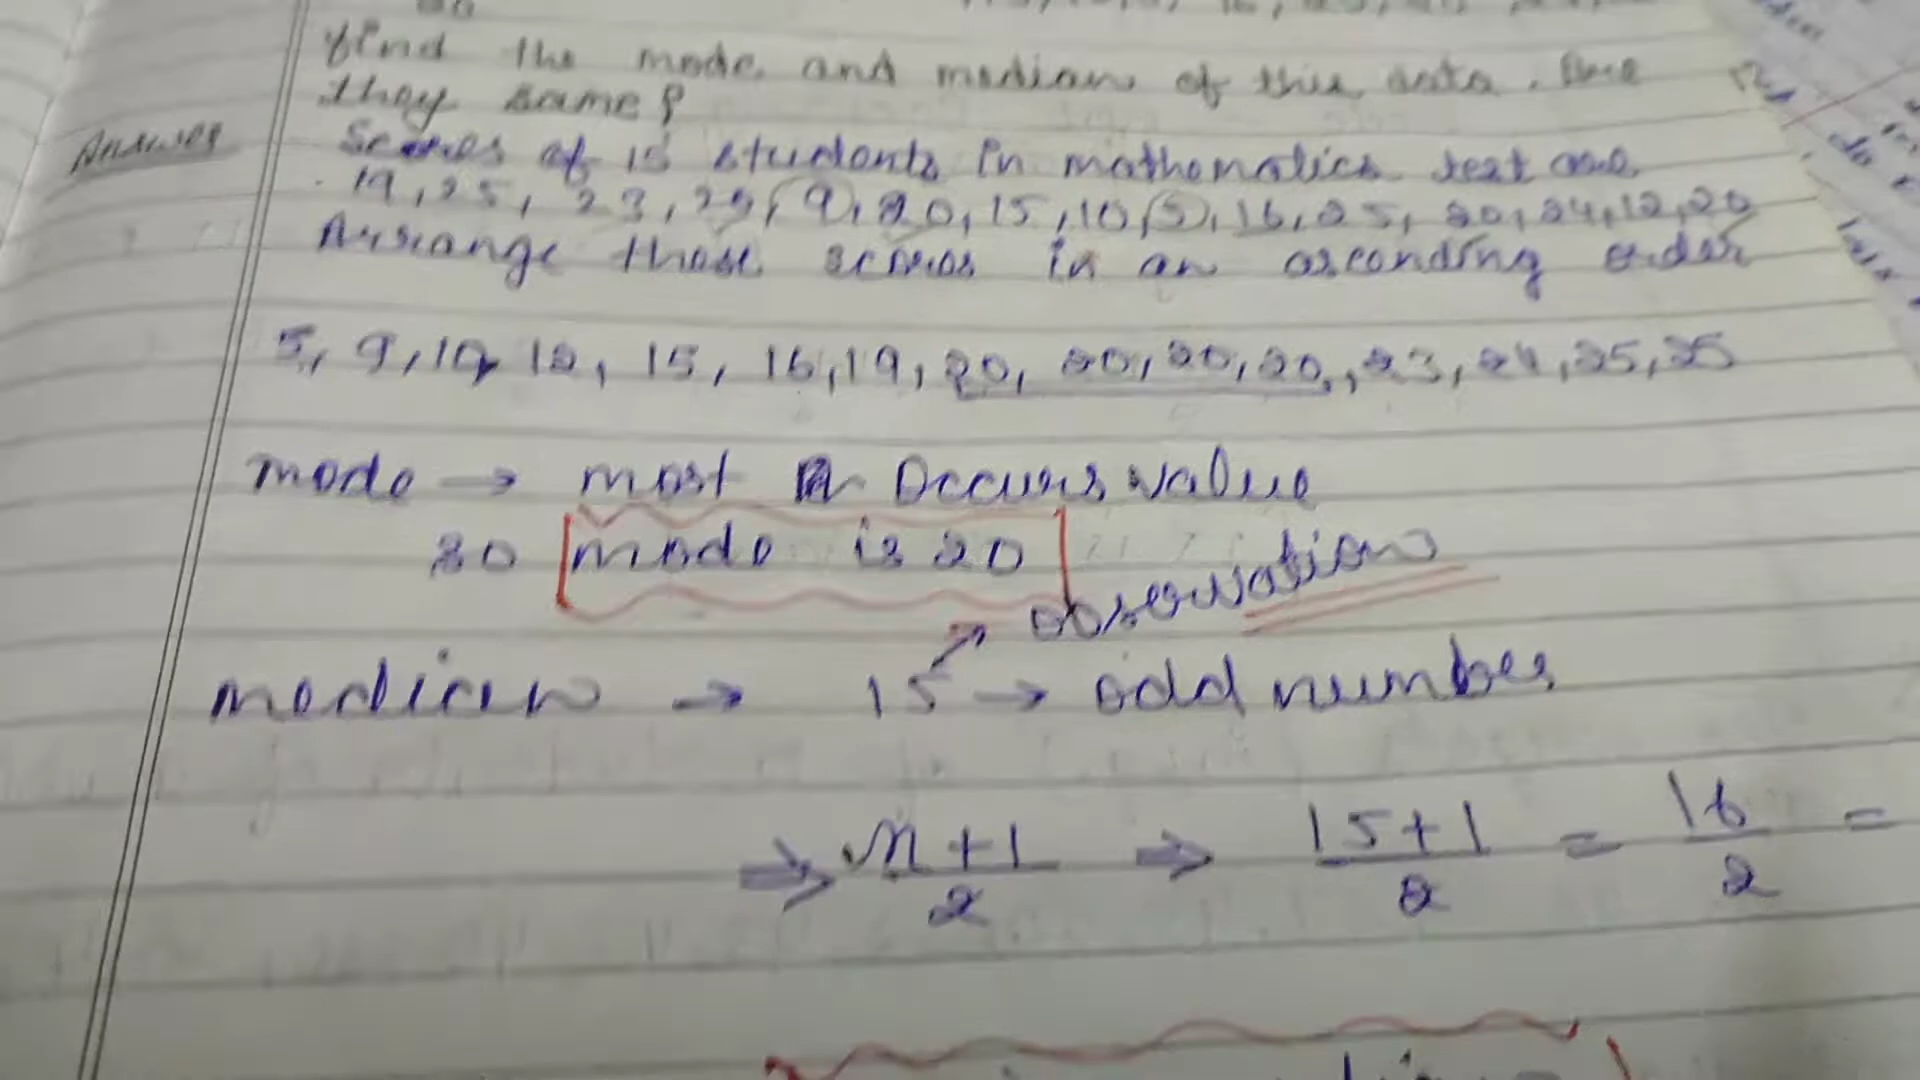 find the mode and median of this data. Are
they same?
Answer
Scores of 15 students in mathematics test are
19, 25, 23, 20, 9, 20, 15, 10, 5, 16, 25, 20, 24, 12, 20
Arrange these scores in an ascending order
5, 9, 10, 12, 15, 16, 19, 20, 20, 20, 20, 23, 24, 25, 25
mode → most occurs value
so mode is 20
observation
median → 15 → odd number
⇒ n+1/2 ⇒ 15+1/2 = 16/2 =